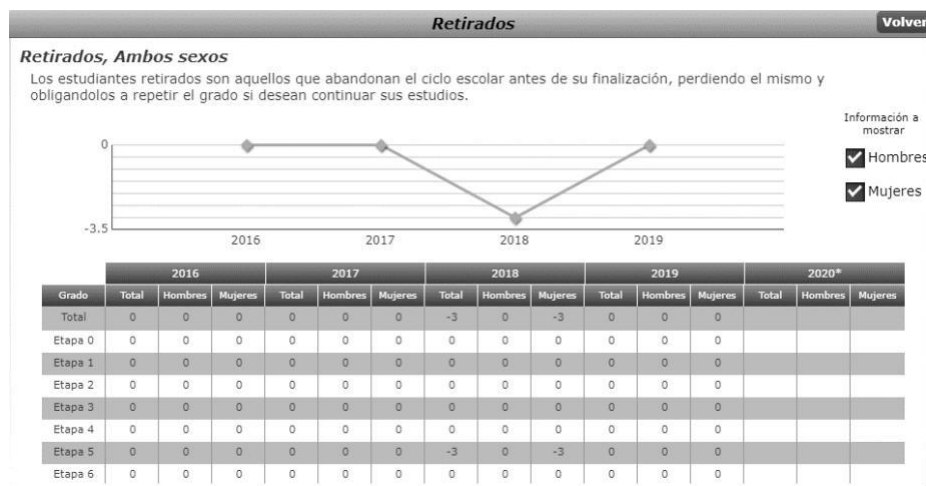 Retirados
Volver
Retirados, Ambos sexos
Los estudiantes retirados son aquellos que abandonan el ciclo escolar antes de su finalización, perdiendo el mismo y
obligandolos a repetir el grado si desean continuar sus estudios.
Información a
mostrar
Hombres
Mujeres
0
-3.5
2016 2017 2018 2019
2016 2017 2018 2019 2020*
Grado Total Hombres Mujeres Total Hombres Mujeres Total Hombres Mujeres Total Hombres Mujeres Total Hombres Mujeres
Total 0 0 0 0 0 0 -3 0 -3 0 0 0
Etapa 0 0 0 0 0 0 0 0 0 0 0 0 0
Etapa 1 0 0 0 0 0 0 0 0 0 0 0 0
Etapa 2 0 0 0 0 0 0 0 0 0 0 0 0
Etapa 3 0 0 0 0 0 0 0 0 0 0 0 0
Etapa 4 0 0 0 0 0 0 0 0 0 0 0 0
Etapa 5 0 0 0 0 0 0 -3 0 -3 0 0 0
Etapa 6 0 0 0 0 0 0 0 0 0 0 0 0